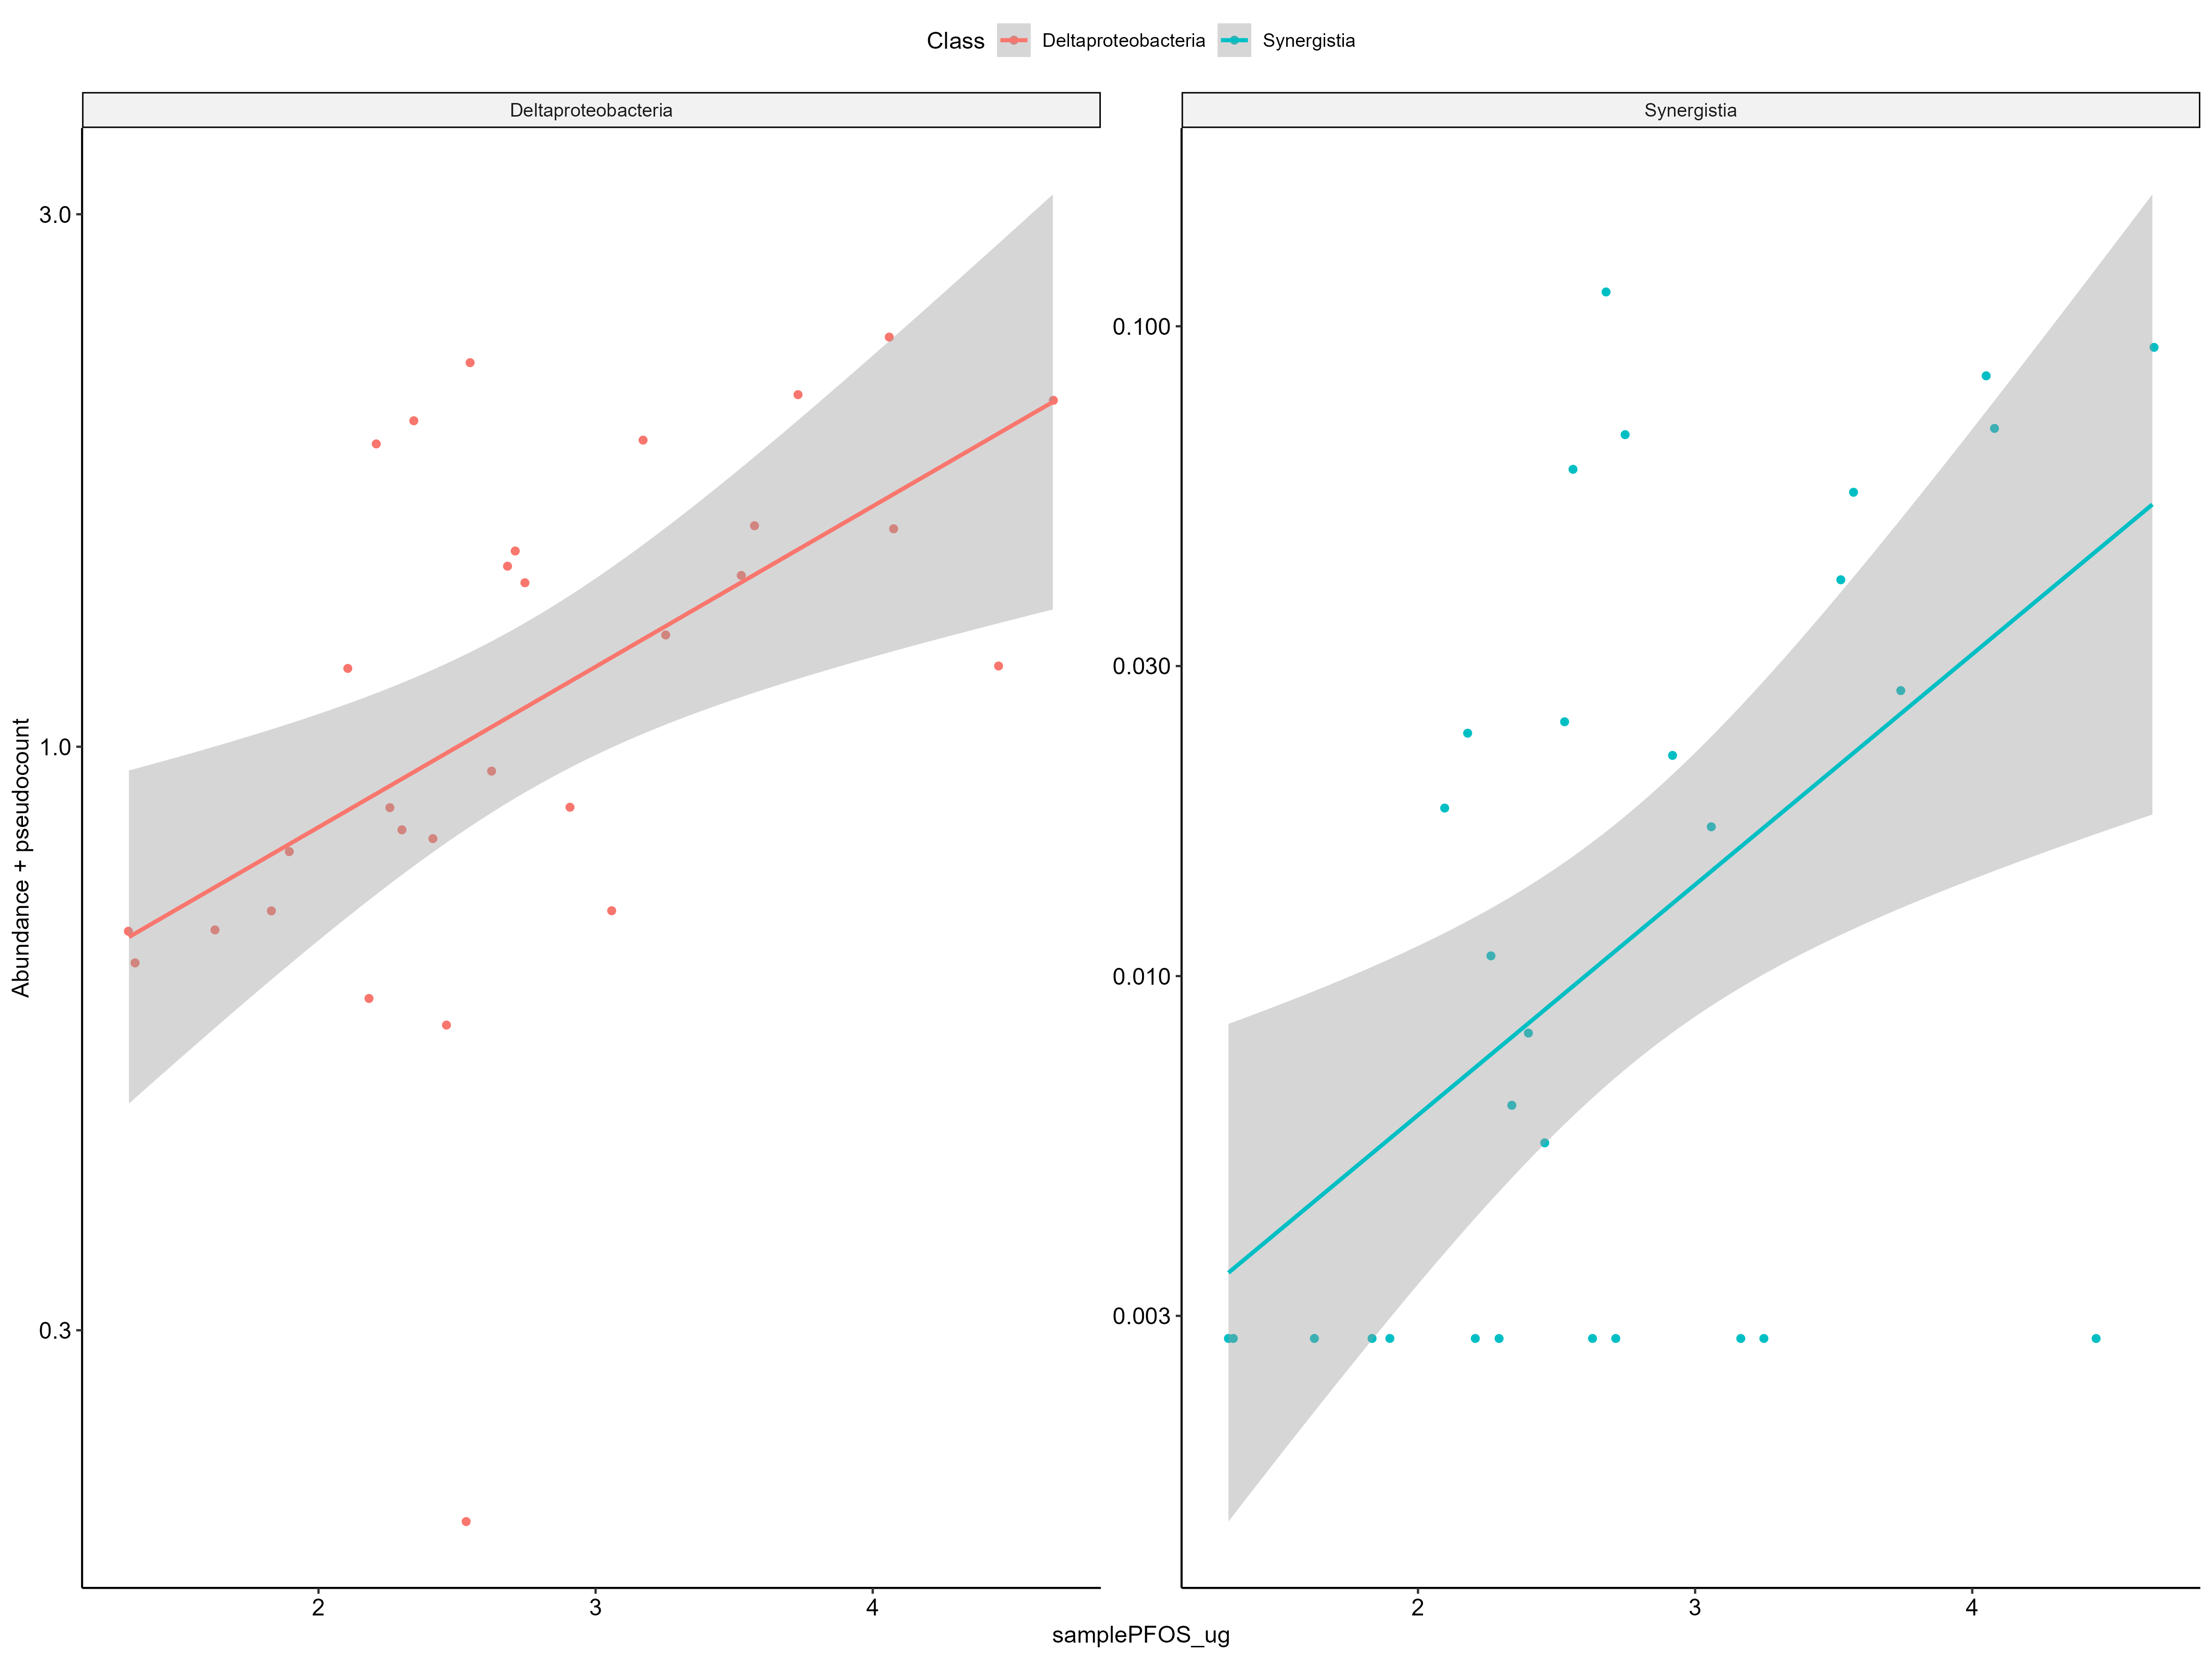 Class Deltaproteobacteria Synergistia
Deltaproteobacteria
Synergistia
Abundance + pseudocount
3.0
1.0
0.3
0.100
0.030
0.010
0.003
2 3 4
2 3 4
samplePFOS_ug